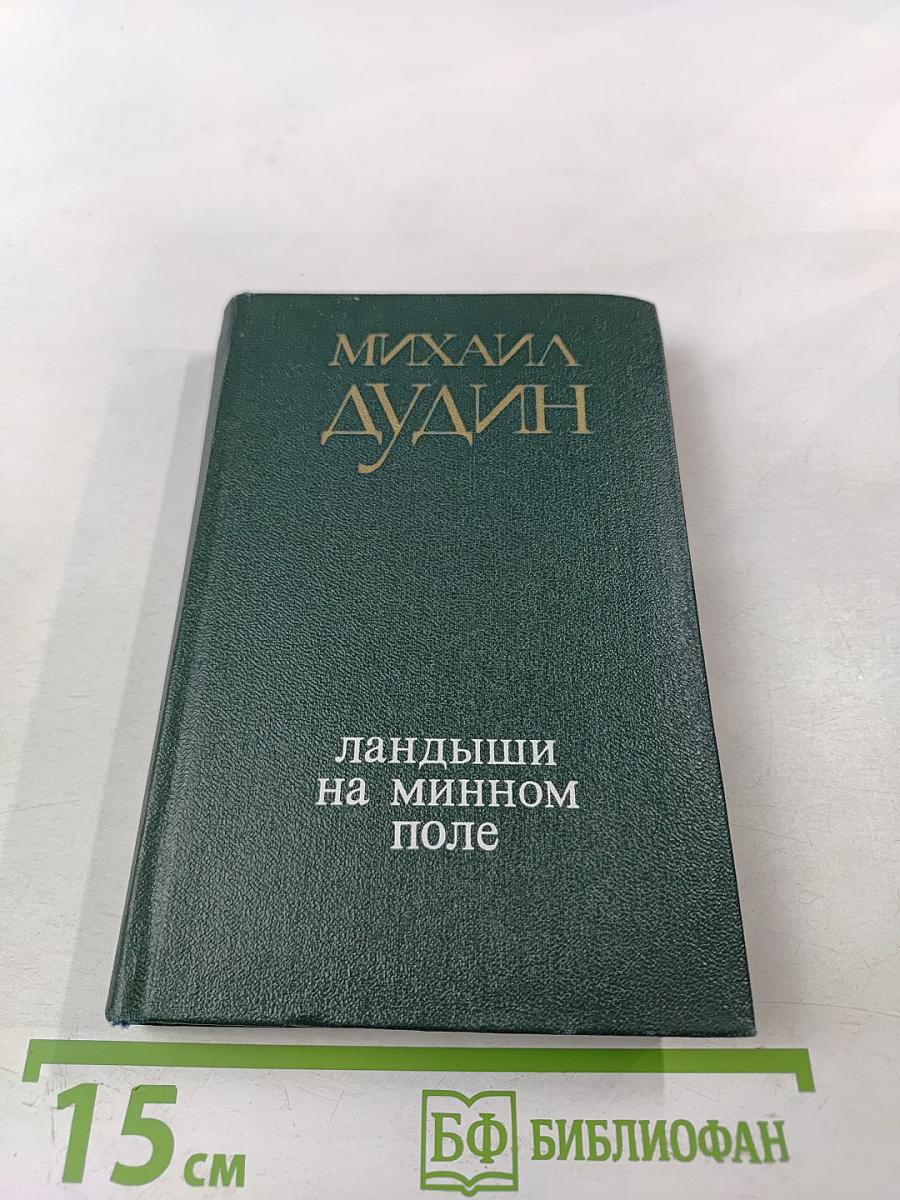 МИХАИЛ
ДУДИН
ландыши
на минном
поле
15 см
БФ БИБЛИОФАН